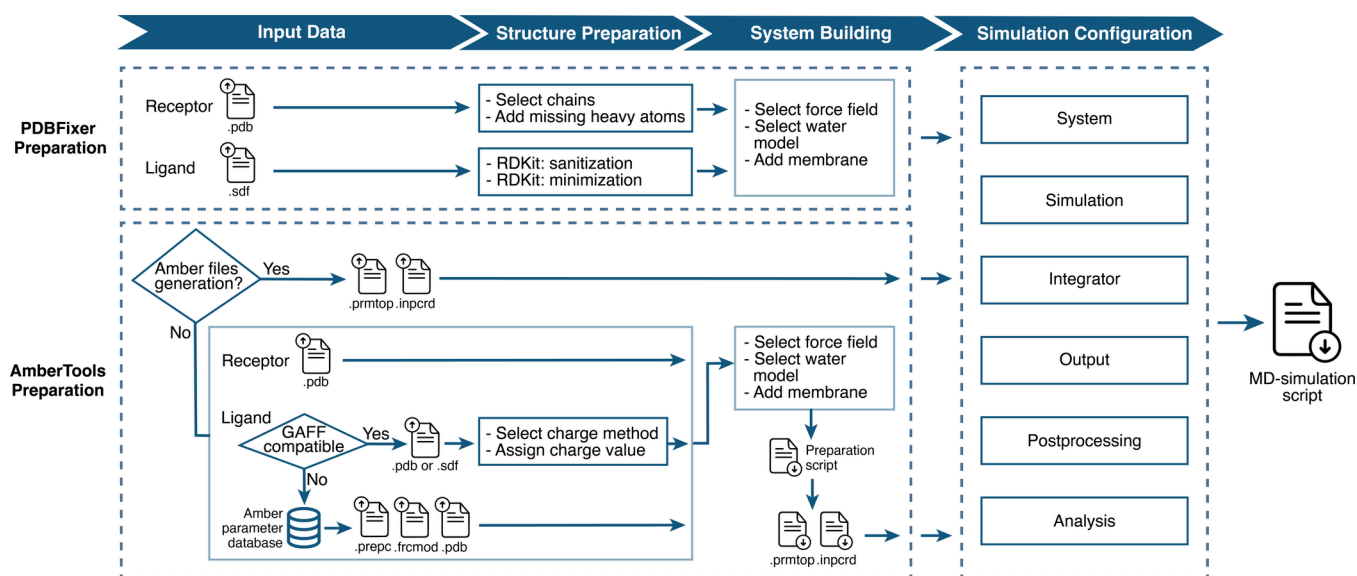 Input Data
Structure Preparation
System Building
Simulation Configuration
PDBFixer
Preparation
Receptor
.pdb
- Select chains
- Add missing heavy atoms
Ligand
.sdf
- RDKit: sanitization
- RDKit: minimization
- Select force field
- Select water
model
- Add membrane
AmberTools
Preparation
Amber files
generation?
Yes
.prmtop
.inpcrd
No
Receptor
.pdb
Ligand
GAFF
compatible
Yes
.pdb or .sdf
- Select charge method
- Assign charge value
No
Amber
parameter
database
.prepc
.frcmod
.pdb
- Select force field
- Select water
model
- Add membrane
Preparation
script
.prmtop
.inpcrd
System
Simulation
Integrator
Output
Postprocessing
Analysis
MD-simulation
script